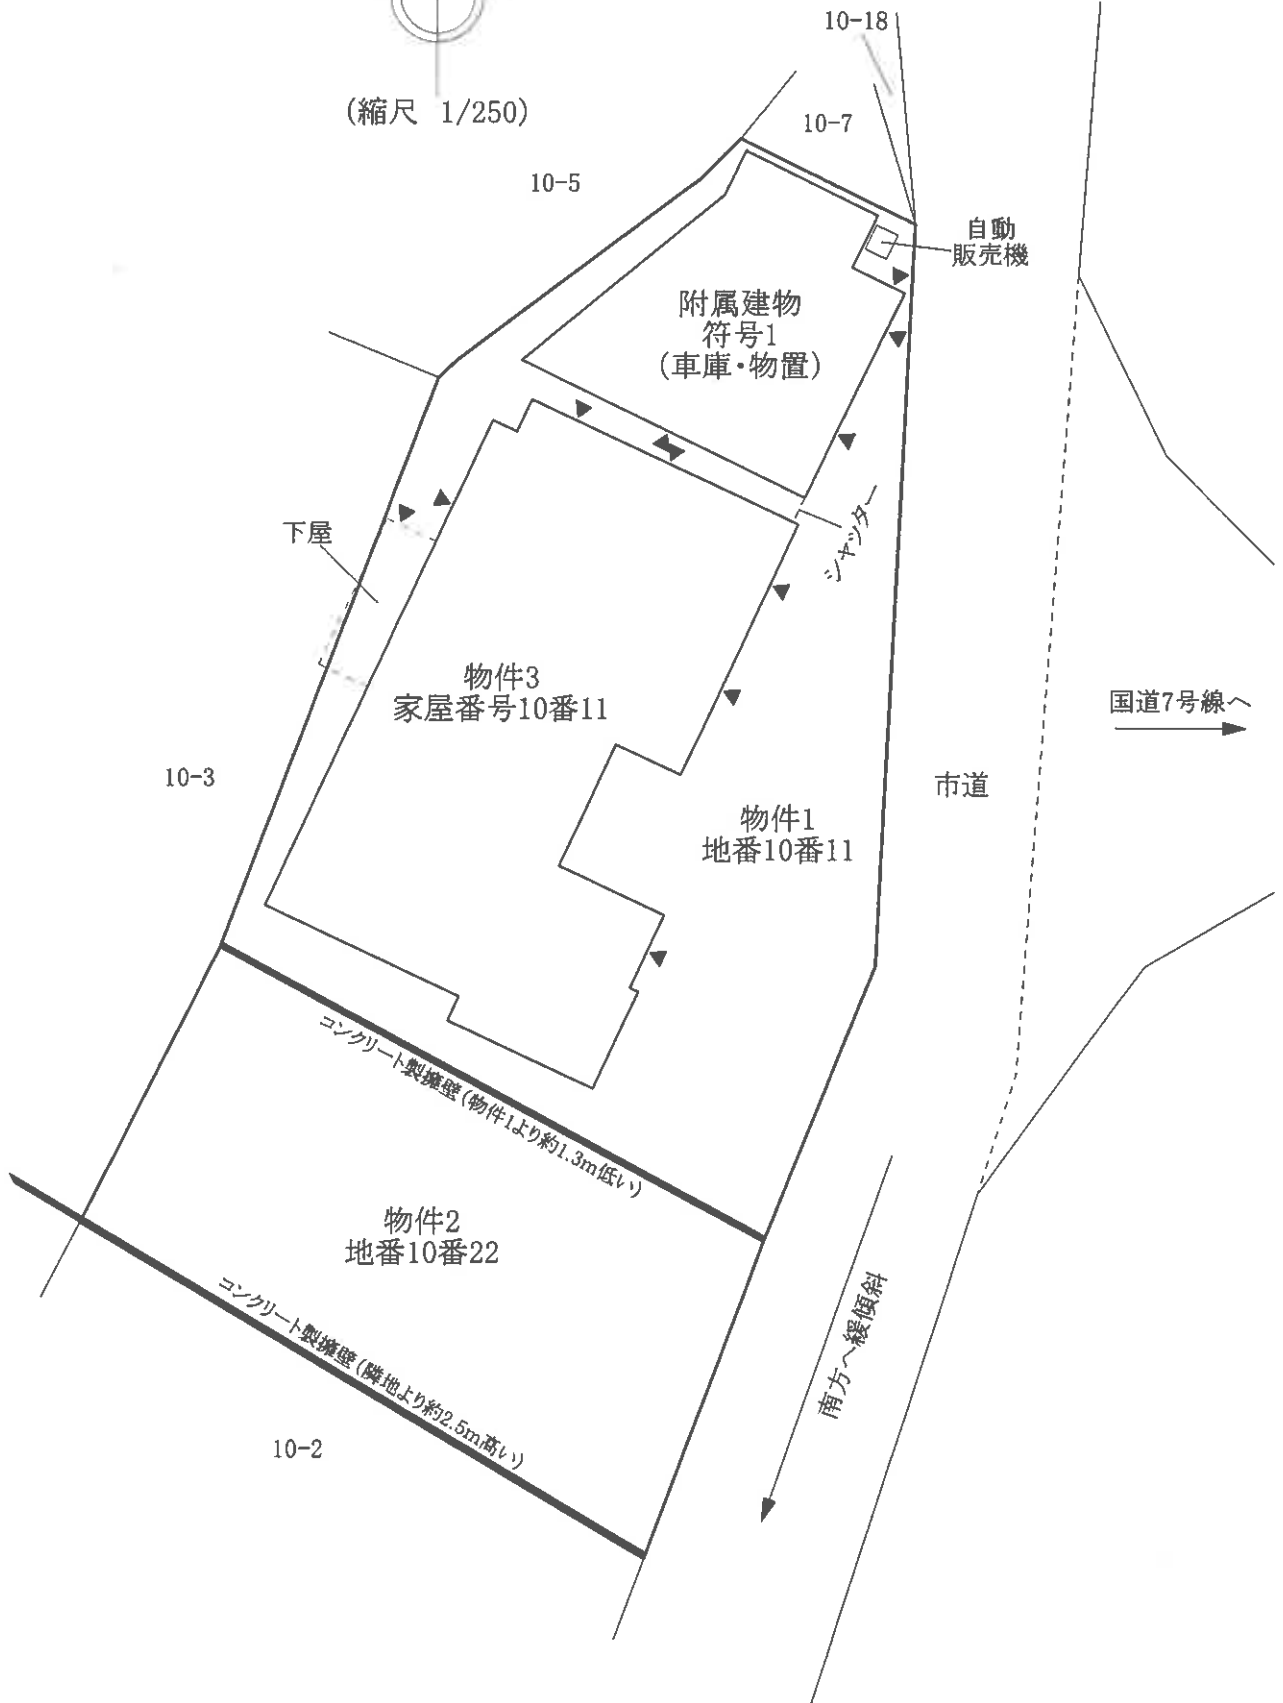 10-18
(縮尺 1/250)
10-7
10-5
自動
販売機
附属建物
符号1
(車庫・物置)
シャッター
下屋
物件3
家屋番号10番11
国道7号線へ
10-3
市道
物件1
地番10番11
コンクリート製擁壁(物件1より約1.3m低い)
物件2
地番10番22
コンクリート製擁壁(隣地より約2.5m高い)
南方へ緩傾斜
10-2